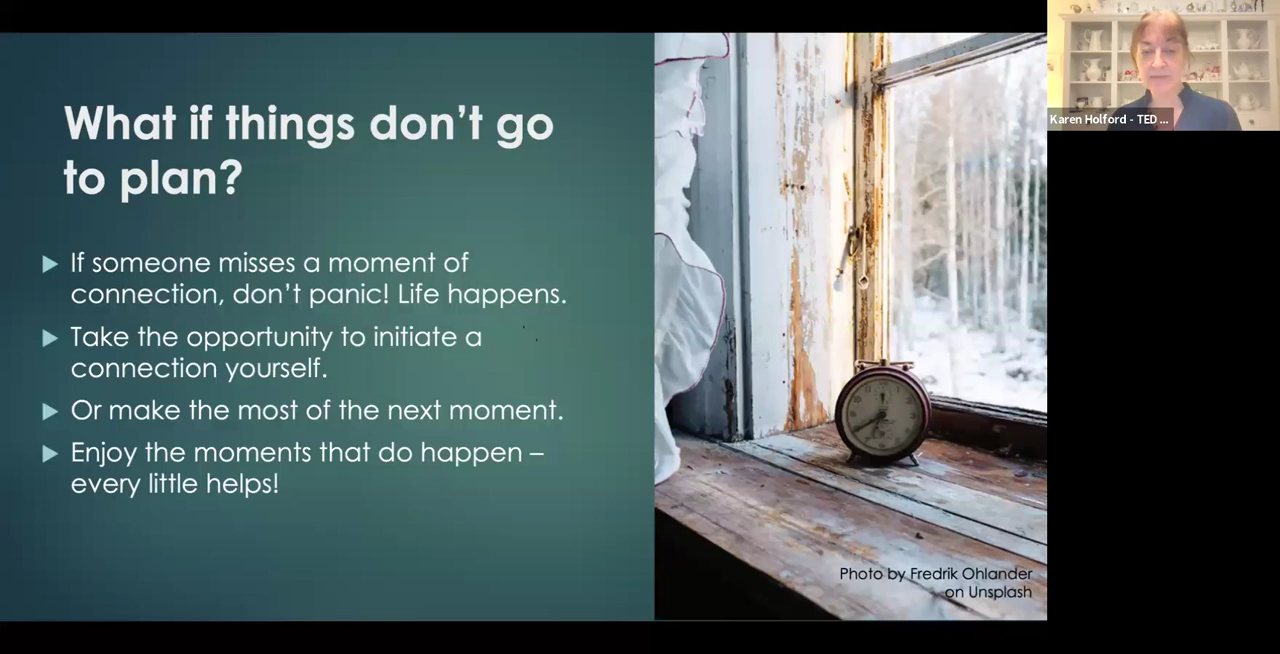 What if things don't go
to plan?
If someone misses a moment of
connection, don't panic! Life happens.
Take the opportunity to initiate a
connection yourself.
Or make the most of the next moment.
Enjoy the moments that do happen –
every little helps!
Photo by Fredrik Ohlander
on Unsplash
Karen Holford - TED ...